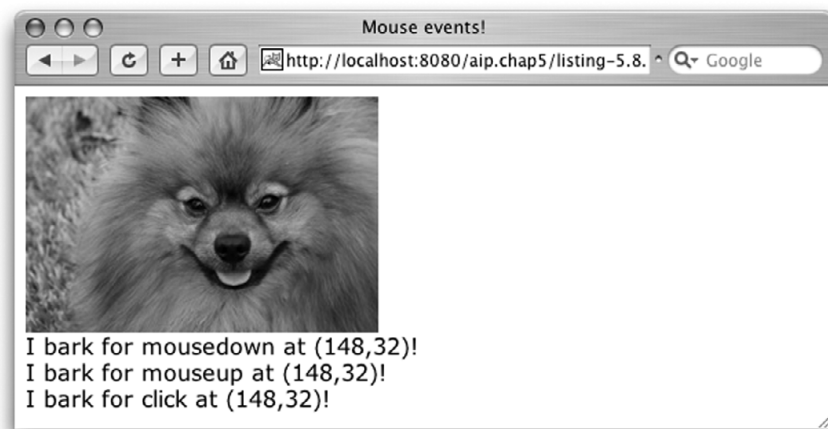 Mouse events!
http://localhost:8080/aip.chap5/listing-5.8.
Google
I bark for mousedown at (148,32)!
I bark for mouseup at (148,32)!
I bark for click at (148,32)!